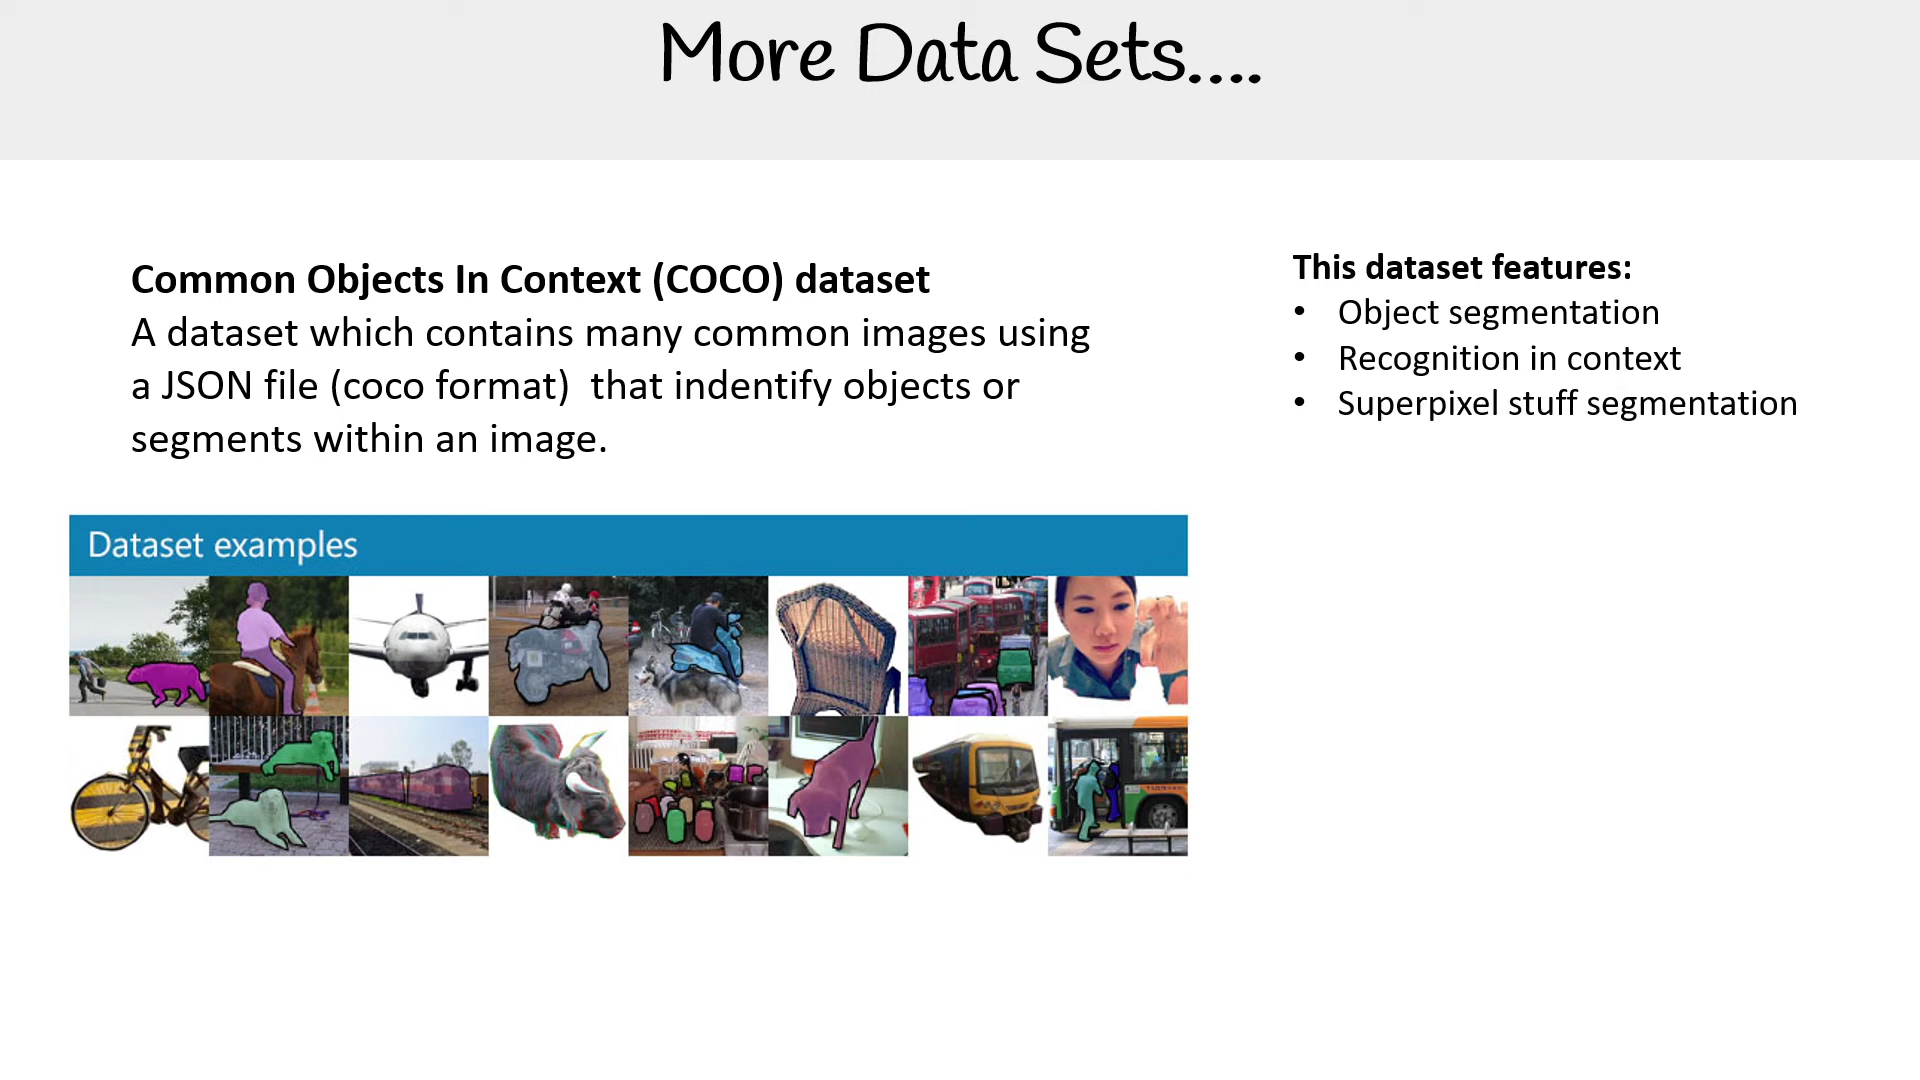 More Data Sets....
Common Objects In Context (COCO) dataset
A dataset which contains many common images using
a JSON file (coco format)  that indentify objects or
segments within an image.
This dataset features:
• Object segmentation
• Recognition in context
• Superpixel stuff segmentation
Dataset examples